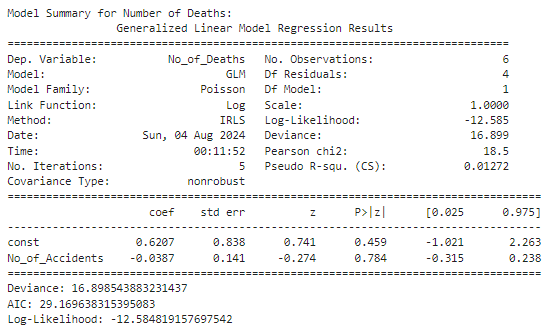 Model Summary for Number of Deaths:
Generalized Linear Model Regression Results
==============================================================================
Dep. Variable: No_of_Deaths No. Observations: 6
Model: GLM Df Residuals: 4
Model Family: Poisson Df Model: 1
Link Function: Log Scale: 1.0000
Method: IRLS Log-Likelihood: -12.585
Date: Sun, 04 Aug 2024 Deviance: 16.899
Time: 00:11:52 Pearson chi2: 18.5
No. Iterations: 5 Pseudo R-squ. (CS): 0.01272
Covariance Type: nonrobust
===================================================================================
coef std err z P>|z| [0.025 0.975]
-----------------------------------------------------------------------------------
const 0.6207 0.838 0.741 0.459 -1.021 2.263
No_of_Accidents -0.0387 0.141 -0.274 0.784 -0.315 0.238
===================================================================================
Deviance: 16.898543883231437
AIC: 29.169638315395083
Log-Likelihood: -12.584819157697542